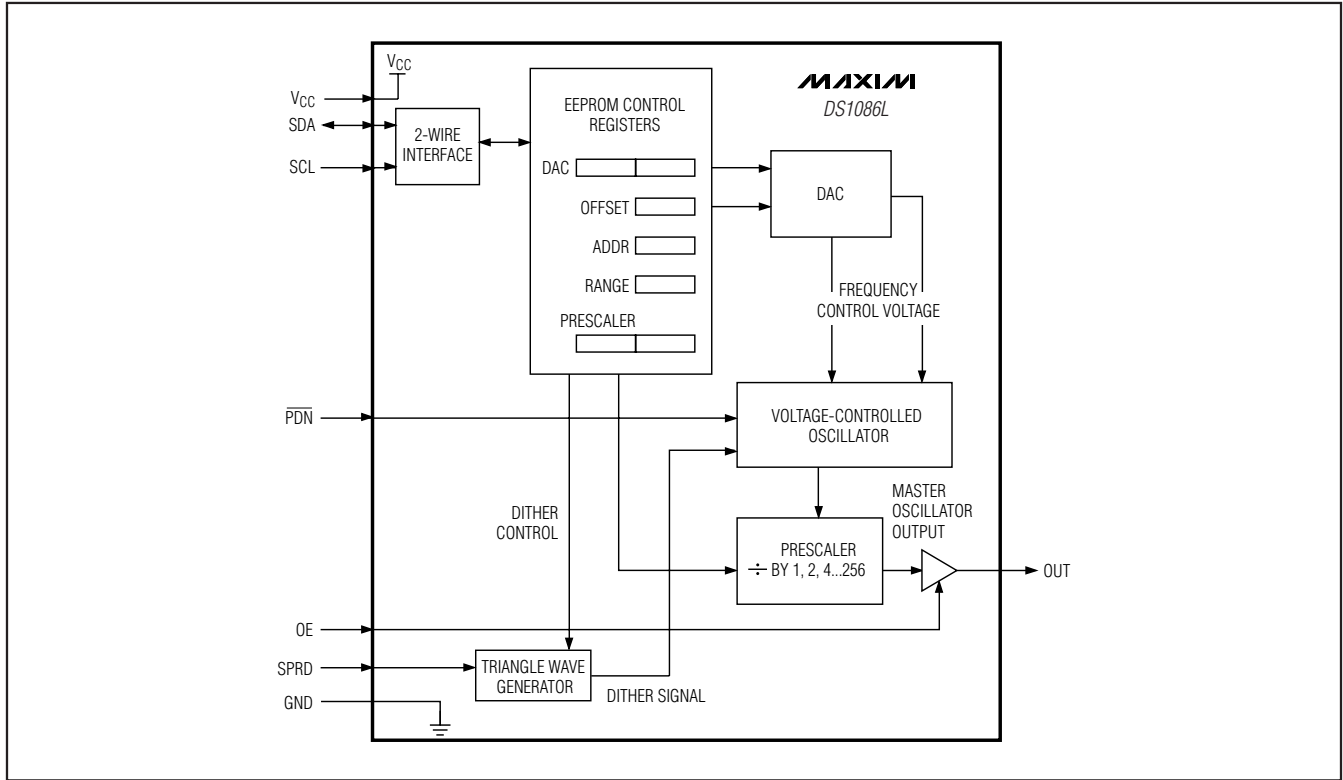 VCC
VCC
SDA
SCL
2-WIRE
INTERFACE
EEPROM CONTROL
REGISTERS
DAC
OFFSET
ADDR
RANGE
PRESCALER
MAXIM
DS1086L
DAC
FREQUENCY
CONTROL VOLTAGE
PDN
VOLTAGE-CONTROLLED
OSCILLATOR
DITHER
CONTROL
MASTER
OSCILLATOR
OUTPUT
PRESCALER
÷ BY 1, 2, 4...256
OUT
OE
SPRD
GND
TRIANGLE WAVE
GENERATOR
DITHER SIGNAL